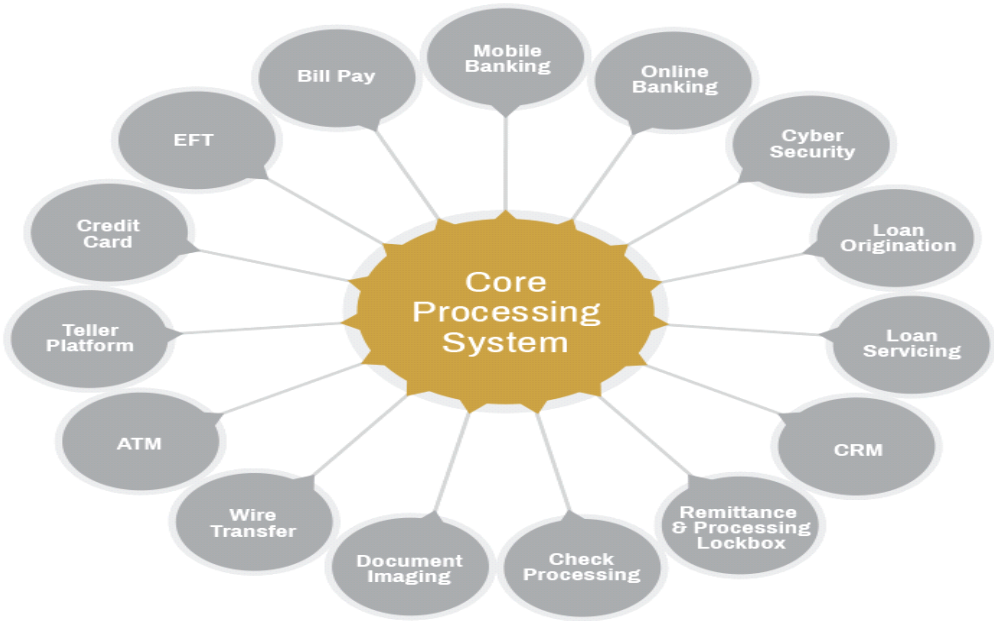 Mobile
Banking
Online
Banking
Cyber
Security
Loan
Origination
Loan
Servicing
CRM
Remittance
& Processing
Lockbox
Check
Processing
Document
Imaging
Wire
Transfer
ATM
Teller
Platform
Credit
Card
EFT
Bill Pay
Core
Processing
System